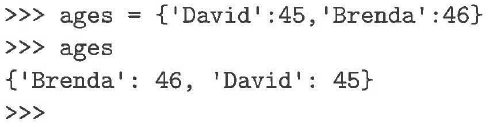 >>> ages = {'David':45,'Brenda':46}
>>> ages
{'Brenda': 46, 'David': 45}
>>>